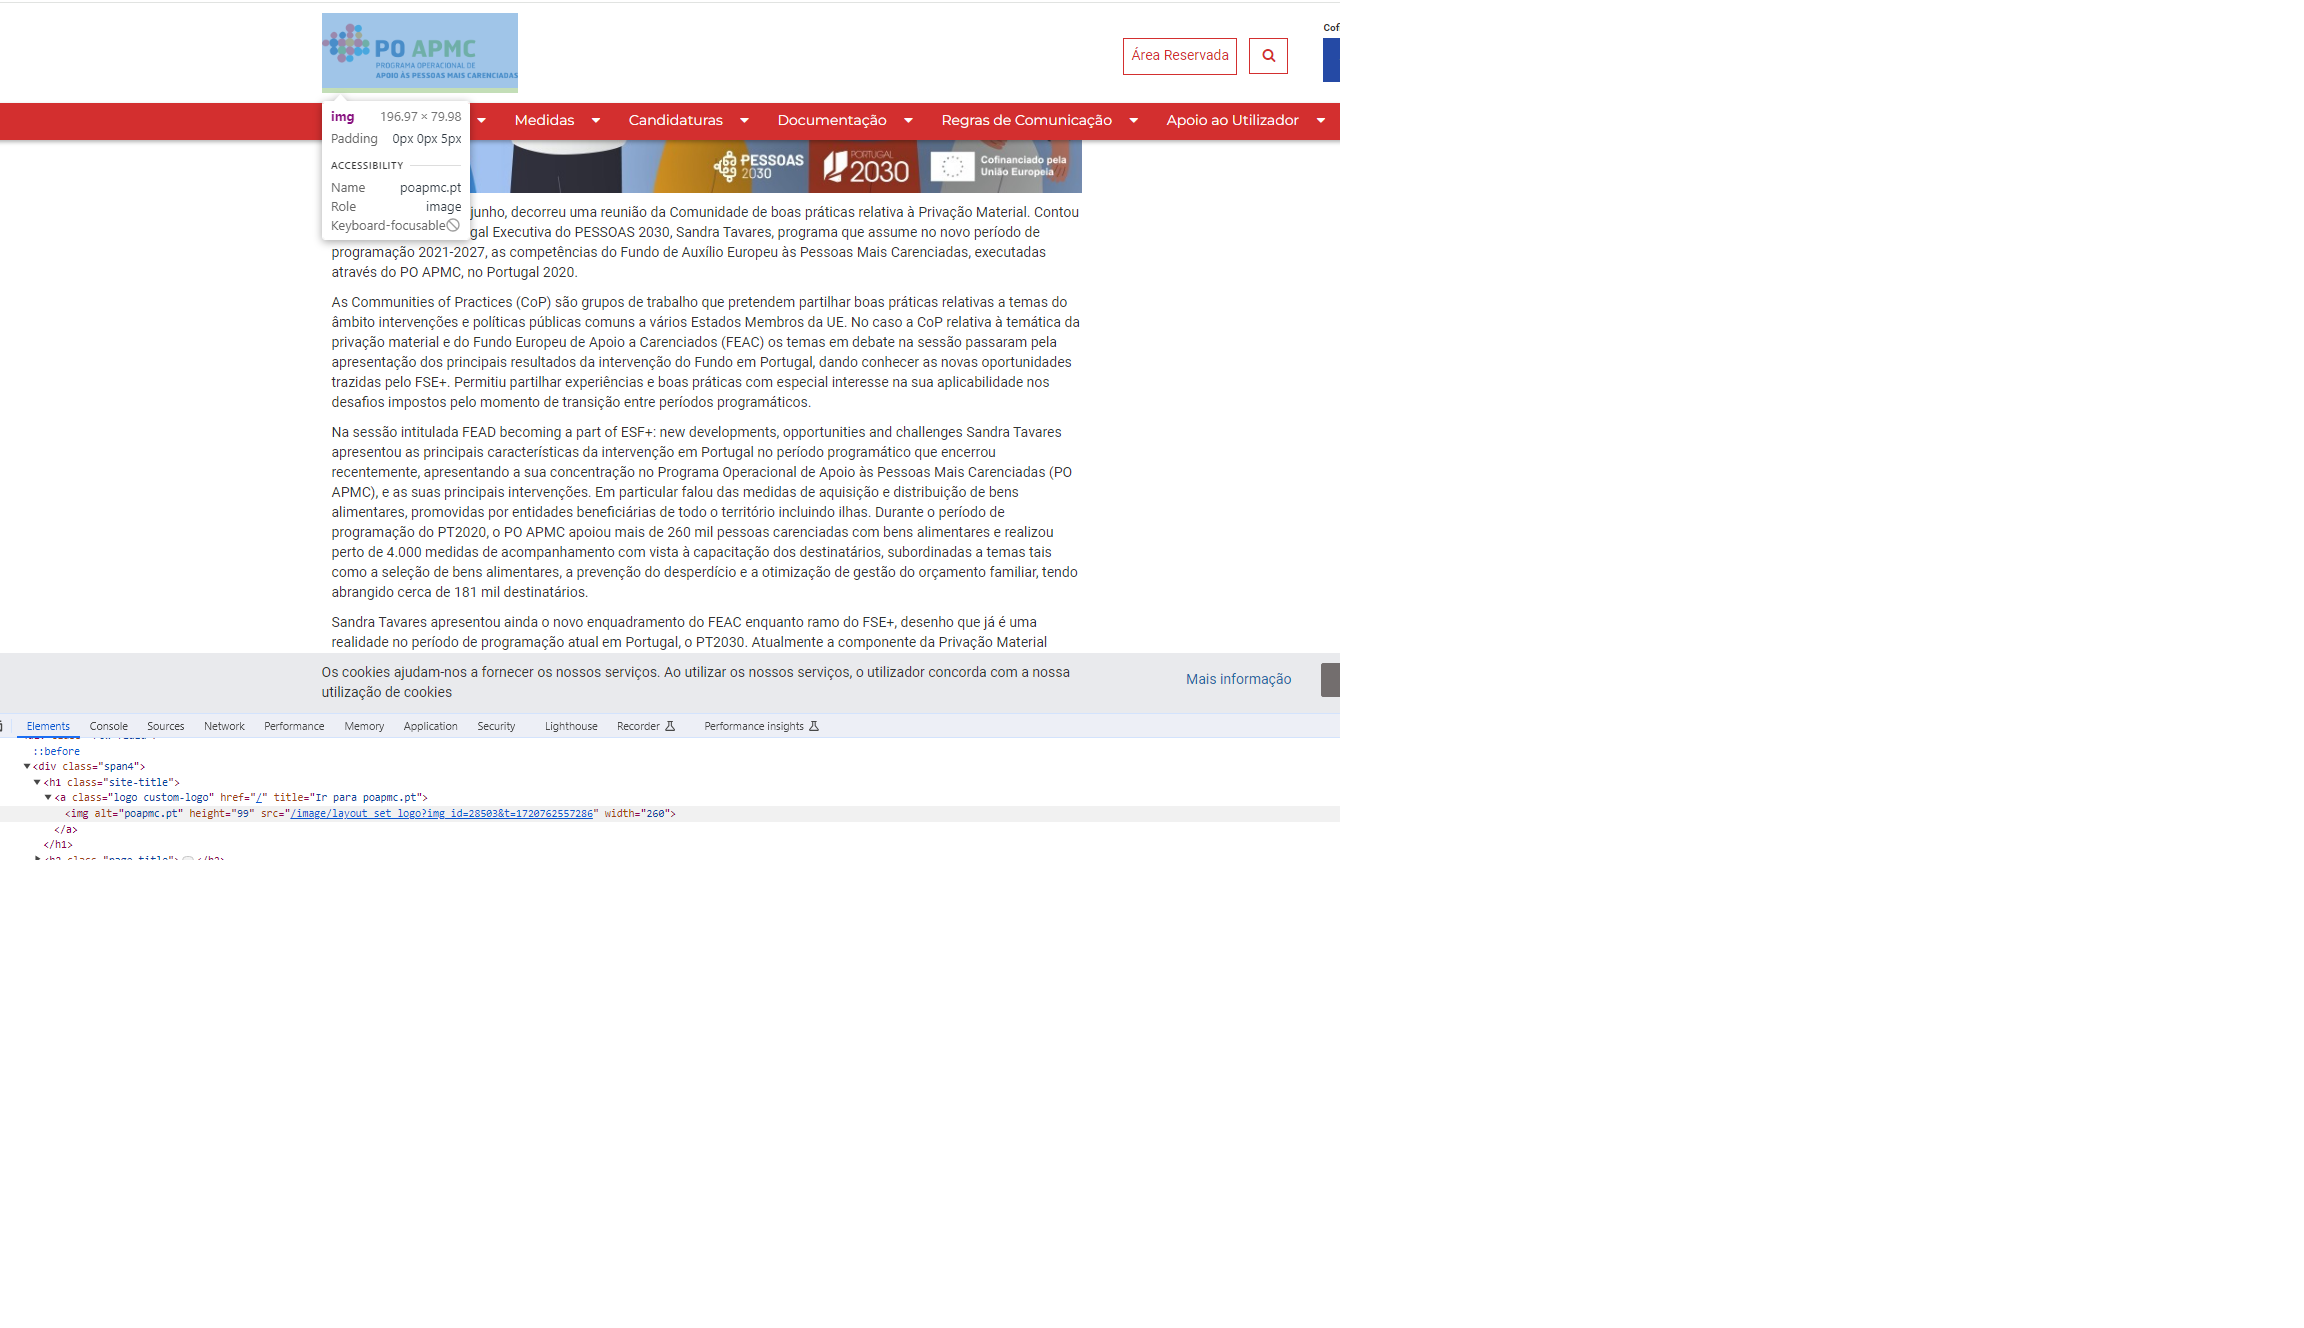 PO APMC
PROGRAMA OPERACIONAL DE
APOIO ÀS PESSOAS MAIS CARENCIADAS
Área Reservada
Cof
img 196.97 × 79.98
Padding 0px 0px 5px
ACCESSIBILITY
Name poapmc.pt
Role image
Keyboard-focusable
Medidas
Candidaturas
Documentação
Regras de Comunicação
Apoio ao Utilizador
PESSOAS
2030
PORTUGAL
2030
Cofinanciado pela
União Europeia
junho, decorreu uma reunião da Comunidade de boas práticas relativa à Privação Material. Contou
gal Executiva do PESSOAS 2030, Sandra Tavares, programa que assume no novo período de
programação 2021-2027, as competências do Fundo de Auxílio Europeu às Pessoas Mais Carenciadas, executadas
através do PO APMC, no Portugal 2020.
As Communities of Practices (CoP) são grupos de trabalho que pretendem partilhar boas práticas relativas a temas do
âmbito intervenções e políticas públicas comuns a vários Estados Membros da UE. No caso a CoP relativa à temática da
privação material e do Fundo Europeu de Apoio a Carenciados (FEAC) os temas em debate na sessão passaram pela
apresentação dos principais resultados da intervenção do Fundo em Portugal, dando conhecer as novas oportunidades
trazidas pelo FSE+. Permitiu partilhar experiências e boas práticas com especial interesse na sua aplicabilidade nos
desafios impostos pelo momento de transição entre períodos programáticos.
Na sessão intitulada FEAD becoming a part of ESF+: new developments, opportunities and challenges Sandra Tavares
apresentou as principais características da intervenção em Portugal no período programático que encerrou
recentemente, apresentando a sua concentração no Programa Operacional de Apoio às Pessoas Mais Carenciadas (PO
APMC), e as suas principais intervenções. Em particular falou das medidas de aquisição e distribuição de bens
alimentares, promovidas por entidades beneficiárias de todo o território incluindo ilhas. Durante o período de
programação do PT2020, o PO APMC apoiou mais de 260 mil pessoas carenciadas com bens alimentares e realizou
perto de 4.000 medidas de acompanhamento com vista à capacitação dos destinatários, subordinadas a temas tais
como a seleção de bens alimentares, a prevenção do desperdício e a otimização de gestão do orçamento familiar, tendo
abrangido cerca de 181 mil destinatários.
Sandra Tavares apresentou ainda o novo enquadramento do FEAC enquanto ramo do FSE+, desenho que já é uma
realidade no período de programação atual em Portugal, o PT2030. Atualmente a componente da Privação Material
Os cookies ajudam-nos a fornecer os nossos serviços. Ao utilizar os nossos serviços, o utilizador concorda com a nossa
utilização de cookies
Mais informação
Elements Console Sources Network Performance Memory Application Security Lighthouse Recorder Performance insights
::before
<div class="span4">
<h1 class="site-title">
<a class="logo custom-logo" href="/" title="Ir para poapmc.pt">
<img alt="poapmc.pt" height="99" src="/image/layout_set_logo?img_id=28503&t=1720762557286" width="260">
</a>
</h1>